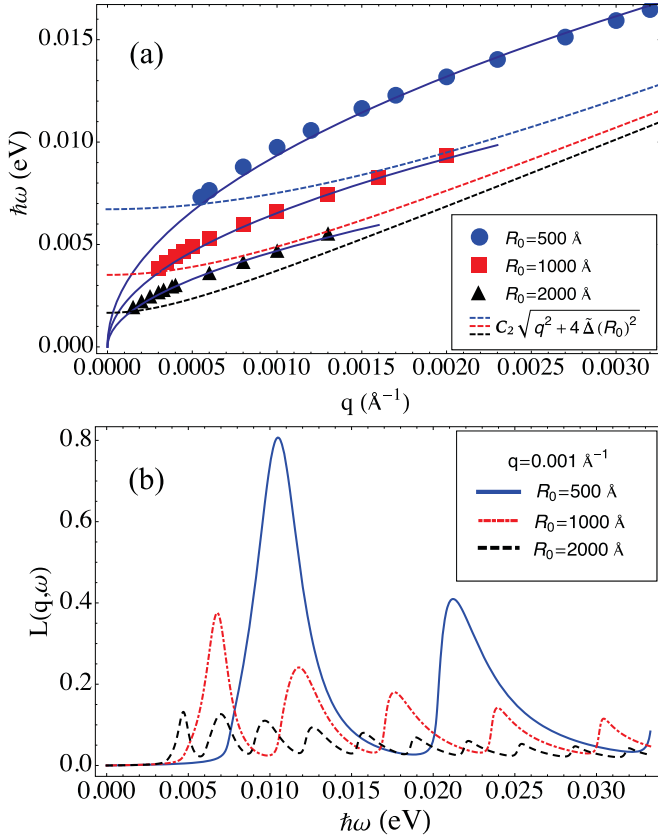 (a)
ħω (eV)
0.015
0.010
0.005
0.000
R₀=500 Å
R₀=1000 Å
R₀=2000 Å
C₂√(q²+4 Δ̃(R₀)²)
0.0000 0.0005 0.0010 0.0015 0.0020 0.0025 0.0030
q (Å⁻¹)
(b)
L(q,ω)
0.8
0.6
0.4
0.2
0.0
q=0.001 Å⁻¹
R₀=500 Å
R₀=1000 Å
R₀=2000 Å
0.000 0.005 0.010 0.015 0.020 0.025 0.030
ħω (eV)